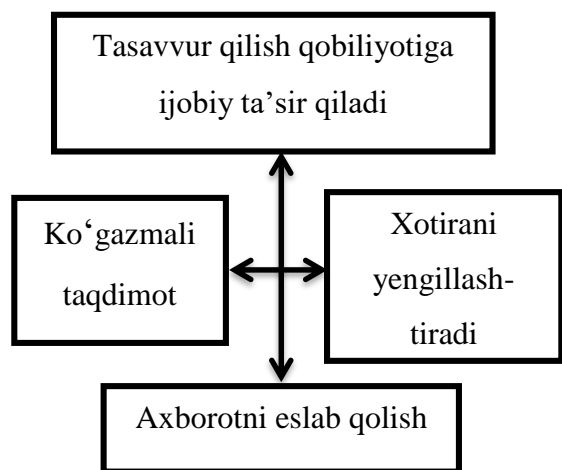 Tasavvur qilish qobiliyotiga
ijobiy ta’sir qiladi
Ko‘gazmali
taqdimot
Xotirani
yengillash-
tiradi
Axborotni eslab qolish